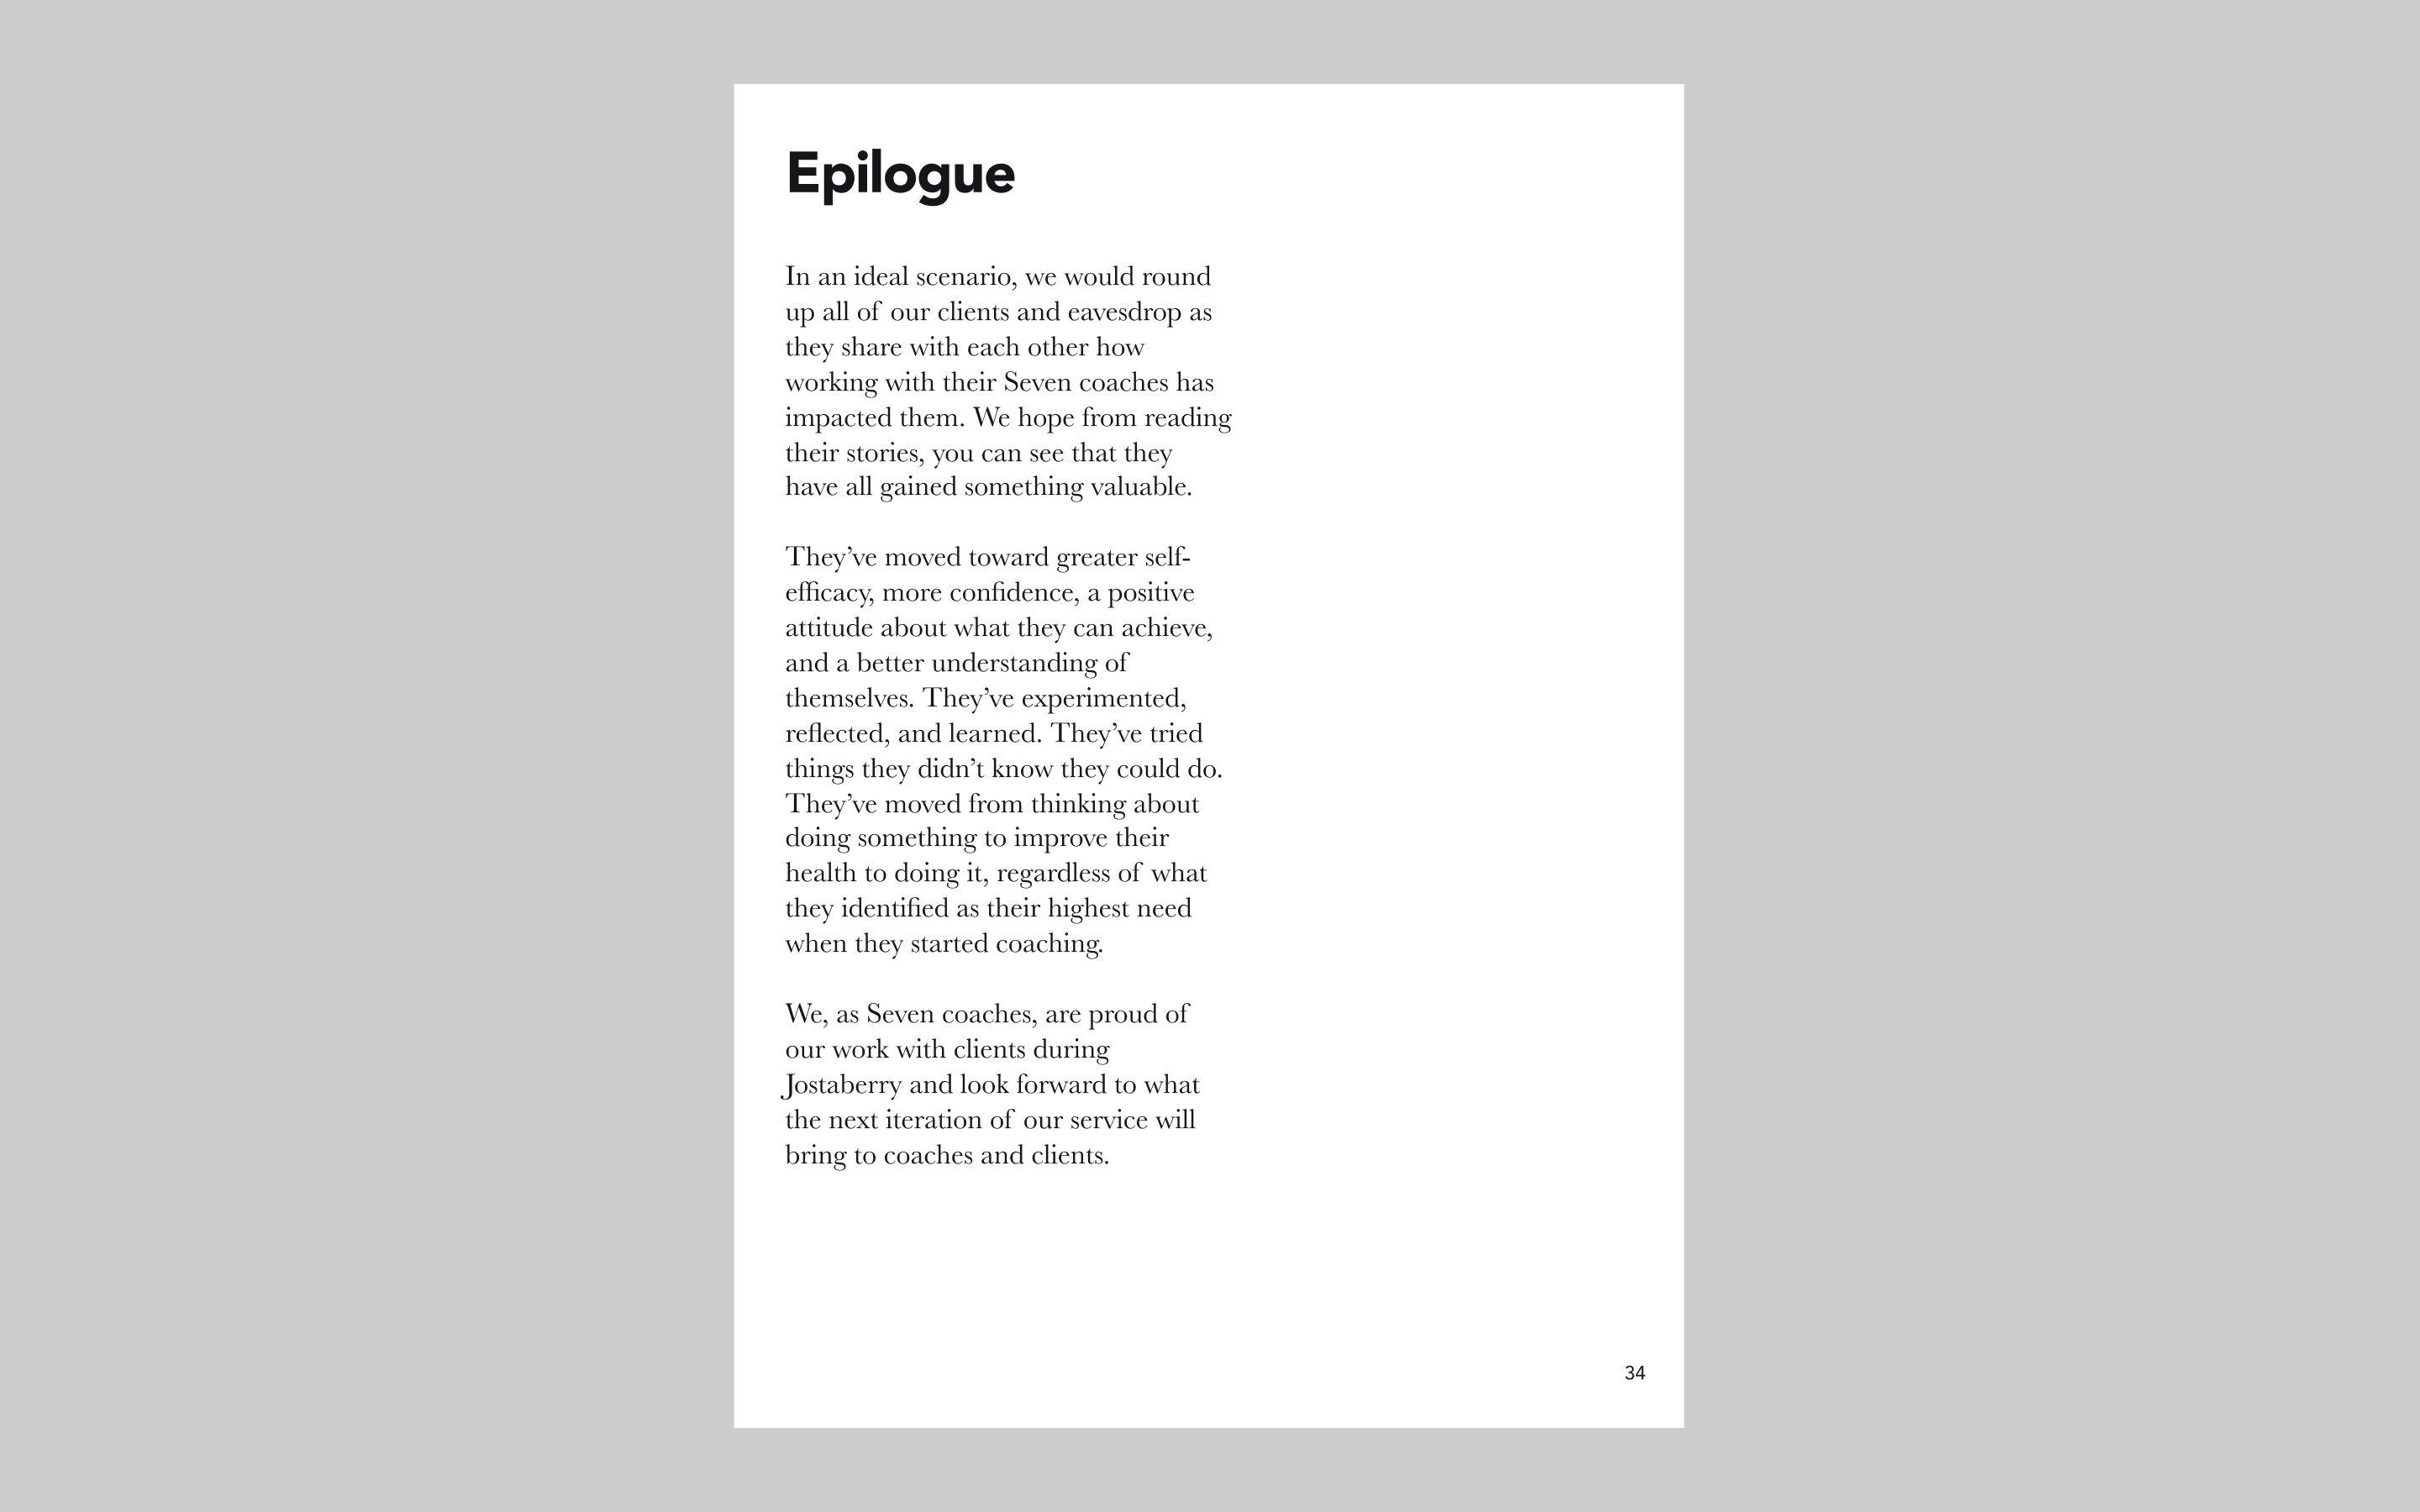 Epilogue
In an ideal scenario, we would round
up all of our clients and eavesdrop as
they share with each other how
working with their Seven coaches has
impacted them. We hope from reading
their stories, you can see that they
have all gained something valuable.
They’ve moved toward greater self-
efficacy, more confidence, a positive
attitude about what they can achieve,
and a better understanding of
themselves. They’ve experimented,
reflected, and learned. They’ve tried
things they didn’t know they could do.
They’ve moved from thinking about
doing something to improve their
health to doing it, regardless of what
they identified as their highest need
when they started coaching.
We, as Seven coaches, are proud of
our work with clients during
Jostaberry and look forward to what
the next iteration of our service will
bring to coaches and clients.
34